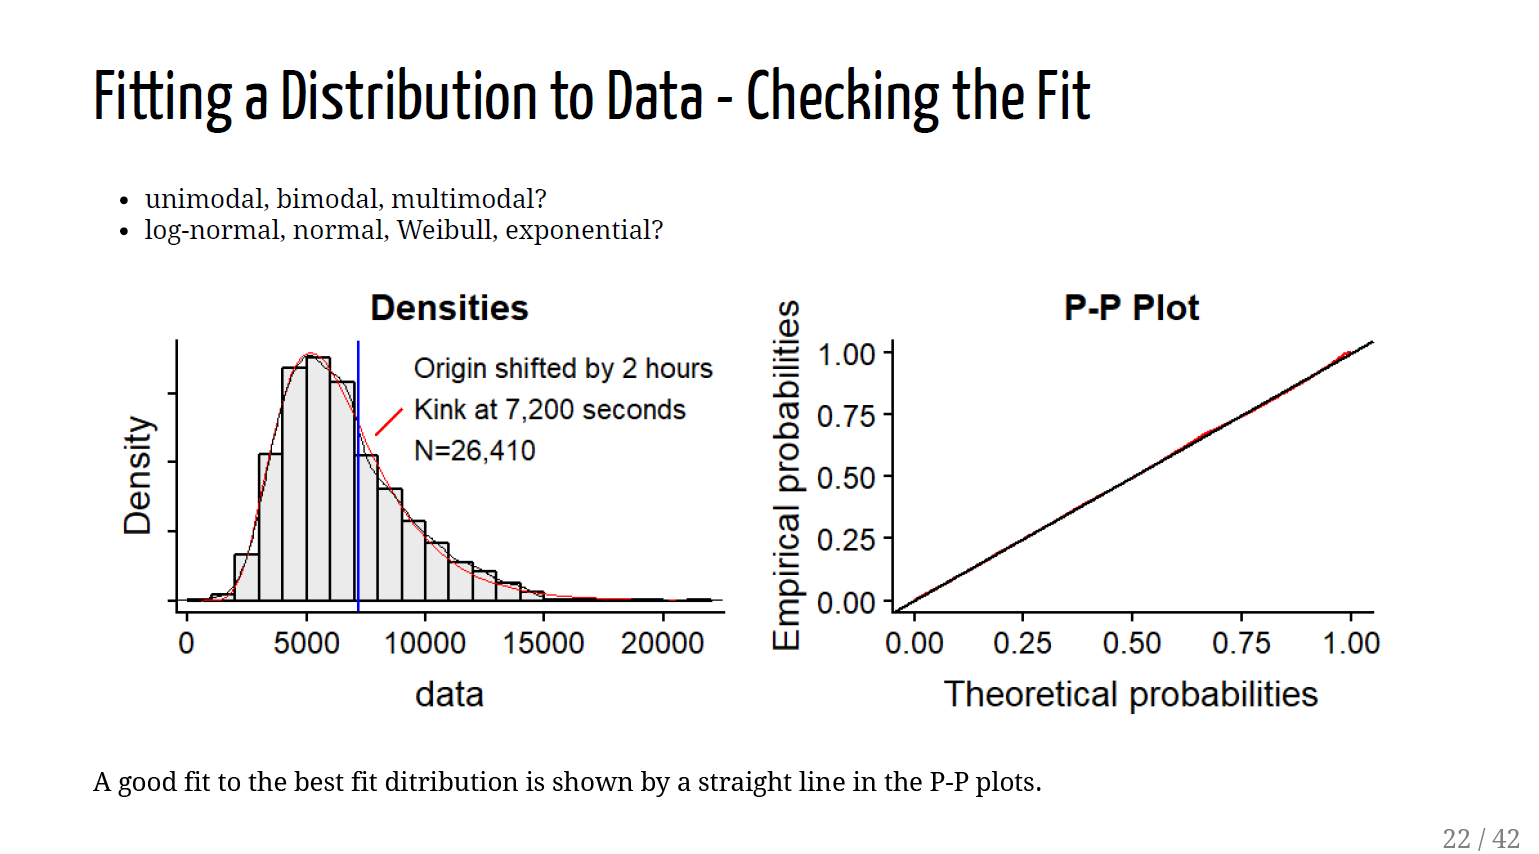 Fitting a Distribution to Data - Checking the Fit
unimodal, bimodal, multimodal?
log-normal, normal, Weibull, exponential?
Densities
Origin shifted by 2 hours
Kink at 7,200 seconds
N=26,410
Density
0 5000 10000 15000 20000
data
P-P Plot
Empirical probabilities
1.00
0.75
0.50
0.25
0.00
0.00 0.25 0.50 0.75 1.00
Theoretical probabilities
A good fit to the best fit ditribution is shown by a straight line in the P-P plots.
22 / 42